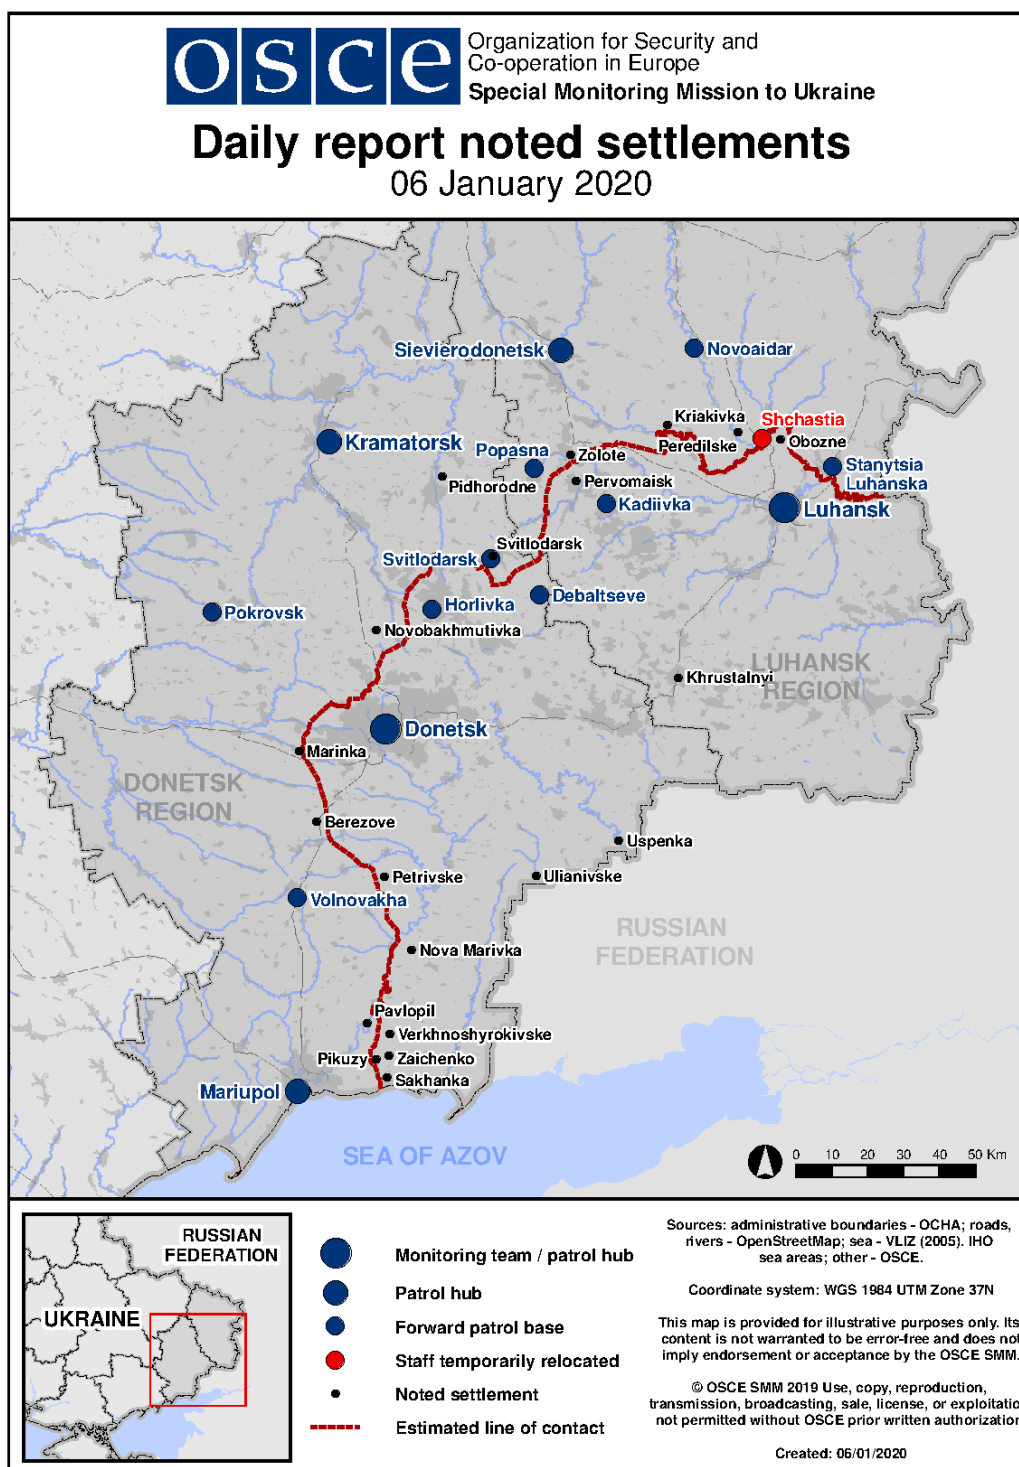 osce
Organization for Security and
Co-operation in Europe
Special Monitoring Mission to Ukraine
Daily report noted settlements
06 January 2020
Sievierodonetsk
Novoaidar
Kriakivka
Shchastia
Kramatorsk
Peredilske
Obozne
Popasna
Zolote
Stanytsia
Luhanska
Pidhorodne
Pervomaisk
Kadiivka
Luhansk
Svitlodarsk
Svitlodarsk
Debaltseve
Horlivka
Pokrovsk
Novobakhmutivka
LUHANSK
REGION
Khrustalnyi
Donetsk
Marinka
DONETSK
REGION
Berezove
Uspenka
Petrivske
Ulianivske
Volnovakha
RUSSIAN
FEDERATION
Nova Marivka
Pavlopil
Verkhnoshyrokivske
Pikuzy
Zaichenko
Sakhanka
Mariupol
SEA OF AZOV
0 10 20 30 40 50 Km
RUSSIAN
FEDERATION
UKRAINE
Monitoring team / patrol hub
Patrol hub
Forward patrol base
Staff temporarily relocated
Noted settlement
Estimated line of contact
Sources: administrative boundaries - OCHA; roads,
rivers - OpenStreetMap; sea - VLIZ (2005). IHO
sea areas; other - OSCE.
Coordinate system: WGS 1984 UTM Zone 37N
This map is provided for illustrative purposes only. Its
content is not warranted to be error-free and does not
imply endorsement or acceptance by the OSCE SMM.
© OSCE SMM 2019 Use, copy, reproduction,
transmission, broadcasting, sale, license, or exploitatio
not permitted without OSCE prior written authorization
Created: 06/01/2020